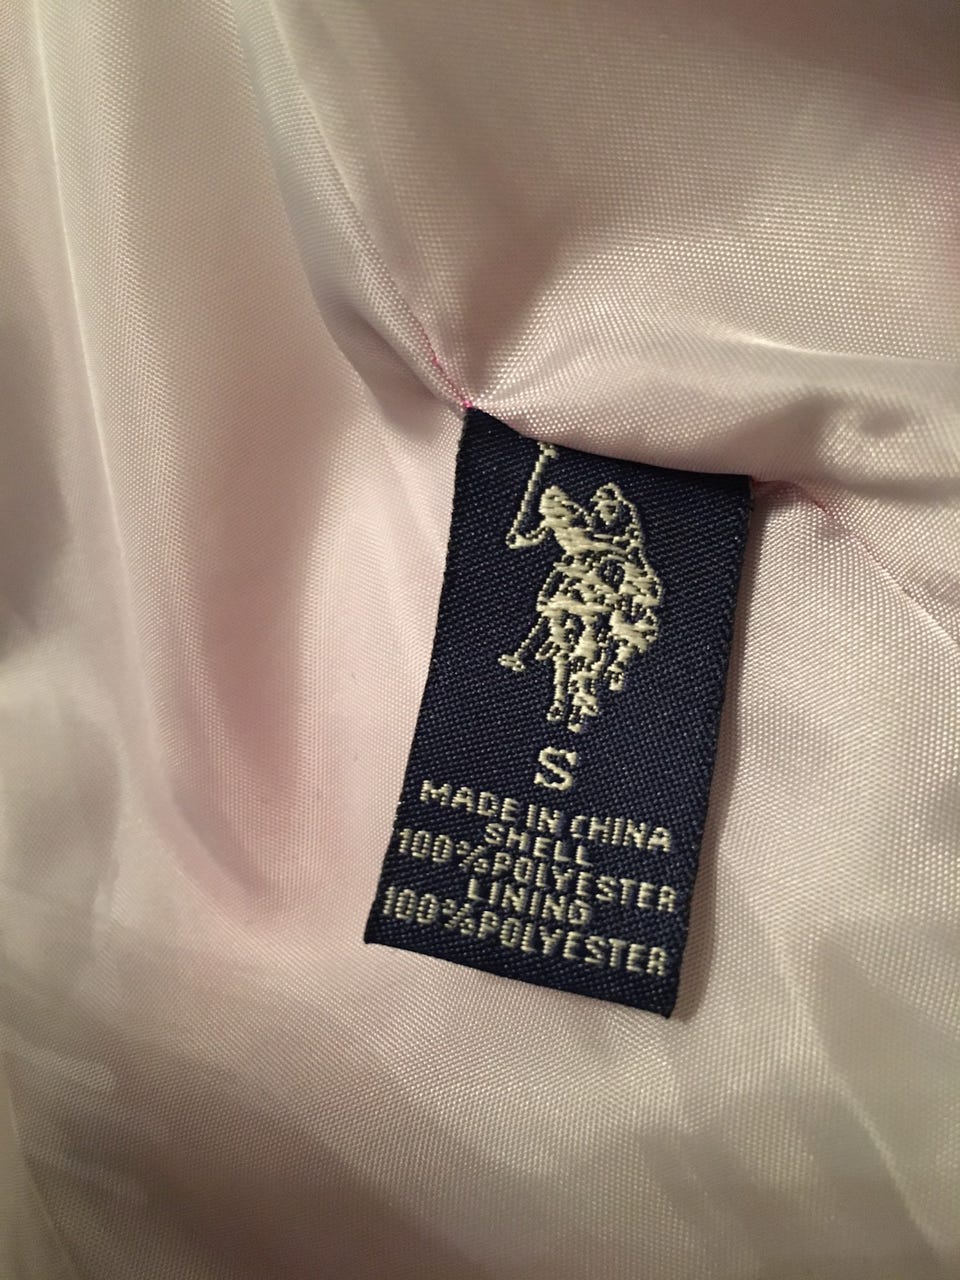 S
MADE IN CHINA
SHELL
100%POLYESTER
LINING
100%POLYESTER